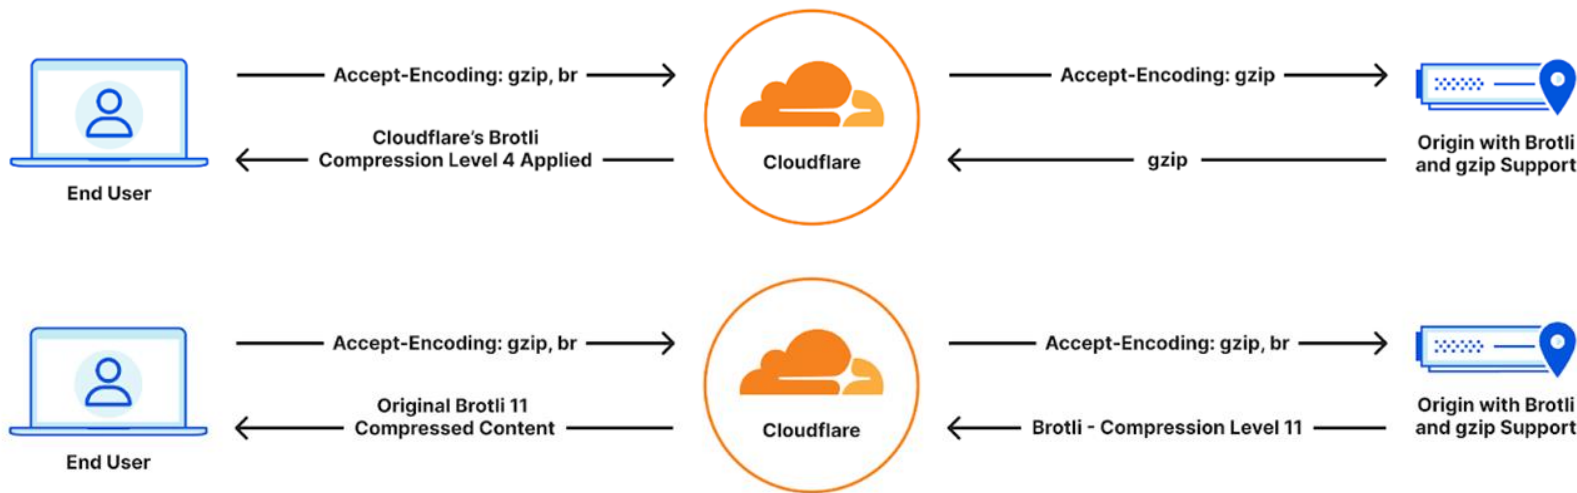 Accept-Encoding: gzip, br
Accept-Encoding: gzip
Cloudflare's Brotli
Compression Level 4 Applied
gzip
Cloudflare
Origin with Brotli
and gzip Support
End User
Accept-Encoding: gzip, br
Accept-Encoding: gzip, br
Original Brotli 11
Compressed Content
Brotli - Compression Level 11
Cloudflare
Origin with Brotli
and gzip Support
End User